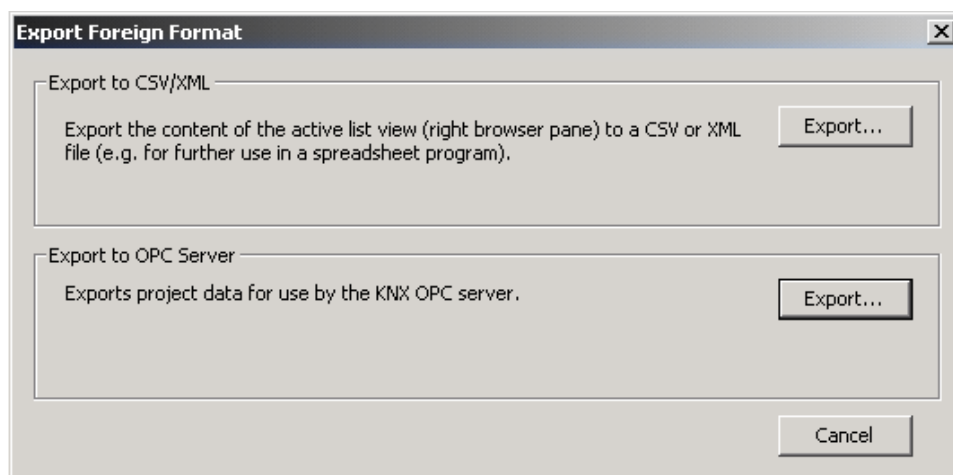 Export Foreign Format
Export to CSV/XML
Export the content of the active list view (right browser pane) to a CSV or XML
file (e.g. for further use in a spreadsheet program).
Export...
Export to OPC Server
Exports project data for use by the KNX OPC server.
Export...
Cancel